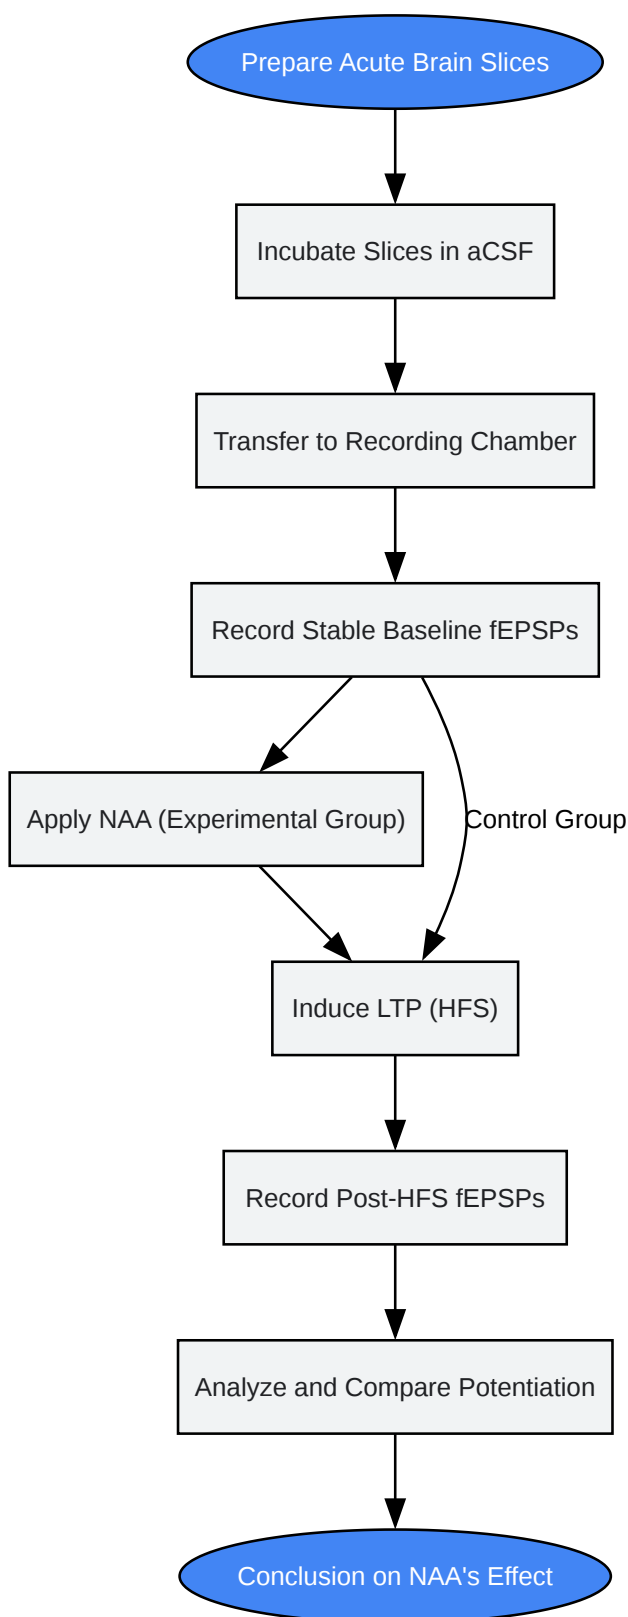 Prepare Acute Brain Slices
Incubate Slices in aCSF
Transfer to Recording Chamber
Record Stable Baseline fEPSPs
Apply NAA (Experimental Group)
Control Group
Induce LTP (HFS)
Record Post-HFS fEPSPs
Analyze and Compare Potentiation
Conclusion on NAA's Effect